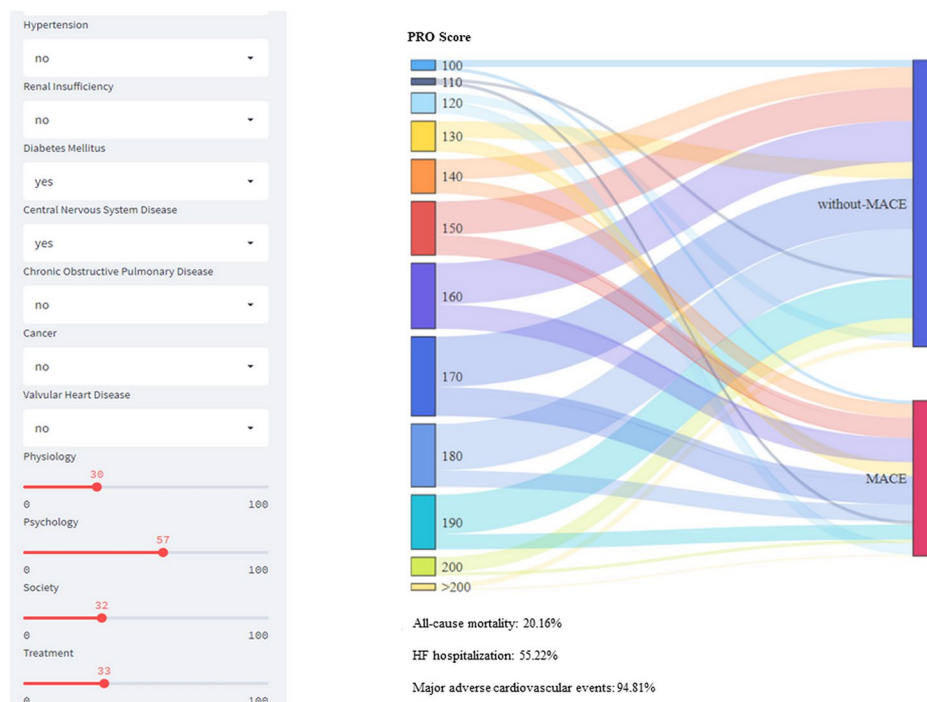 Hypertension
no
Renal Insufficiency
no
Diabetes Mellitus
yes
Central Nervous System Disease
yes
Chronic Obstructive Pulmonary Disease
no
Cancer
no
Valvular Heart Disease
no
Physiology
30
0 100
Psychology
57
0 100
Society
32
0 100
Treatment
33
0 100
PRO Score
100
110
120
130
140
150
160
170
180
190
200
>200
without-MACE
MACE
All-cause mortality: 20.16%
HF hospitalization: 55.22%
Major adverse cardiovascular events: 94.81%